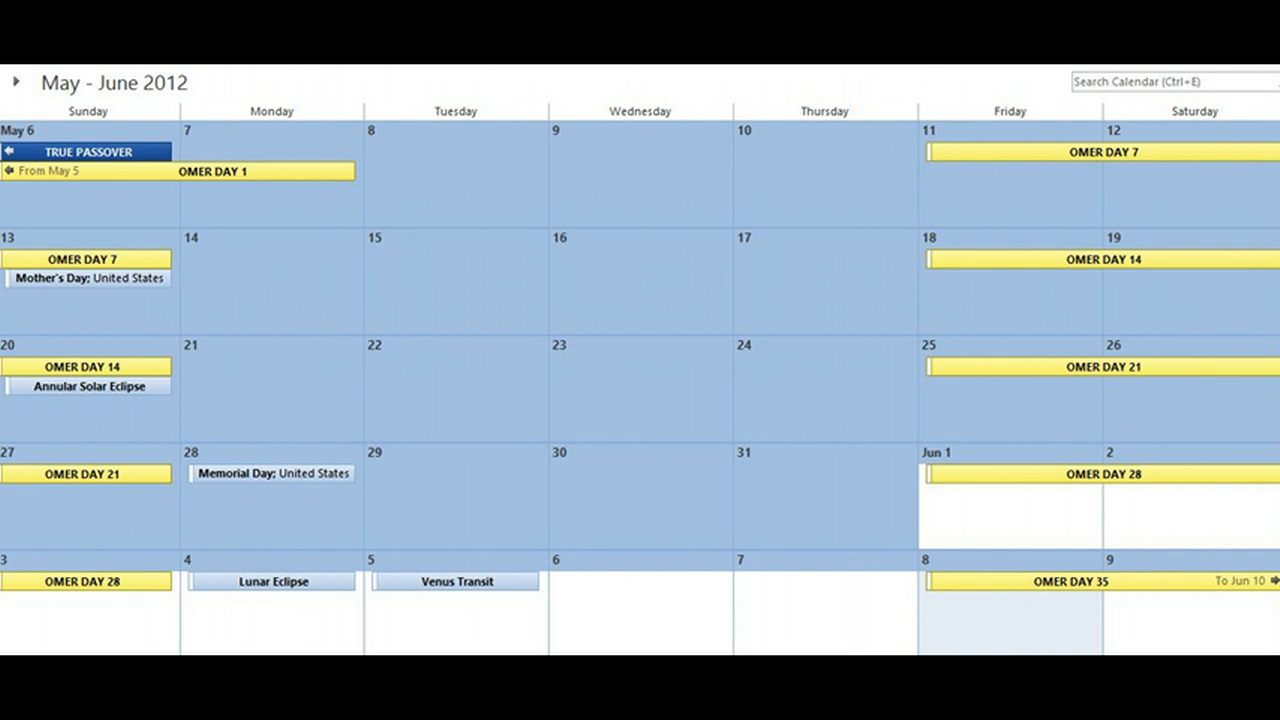 May - June 2012
Search Calendar (Ctrl+E)
Sunday Monday Tuesday Wednesday Thursday Friday Saturday
May 6 7 8 9 10 11 12
TRUE PASSOVER OMER DAY 7
From May 5 OMER DAY 1
13 14 15 16 17 18 19
OMER DAY 7 OMER DAY 14
Mother's Day; United States
20 21 22 23 24 25 26
OMER DAY 14 OMER DAY 21
Annular Solar Eclipse
27 28 29 30 31 Jun 1 2
OMER DAY 21 Memorial Day; United States OMER DAY 28
3 4 5 6 7 8 9
OMER DAY 28 Lunar Eclipse Venus Transit OMER DAY 35 To Jun 10